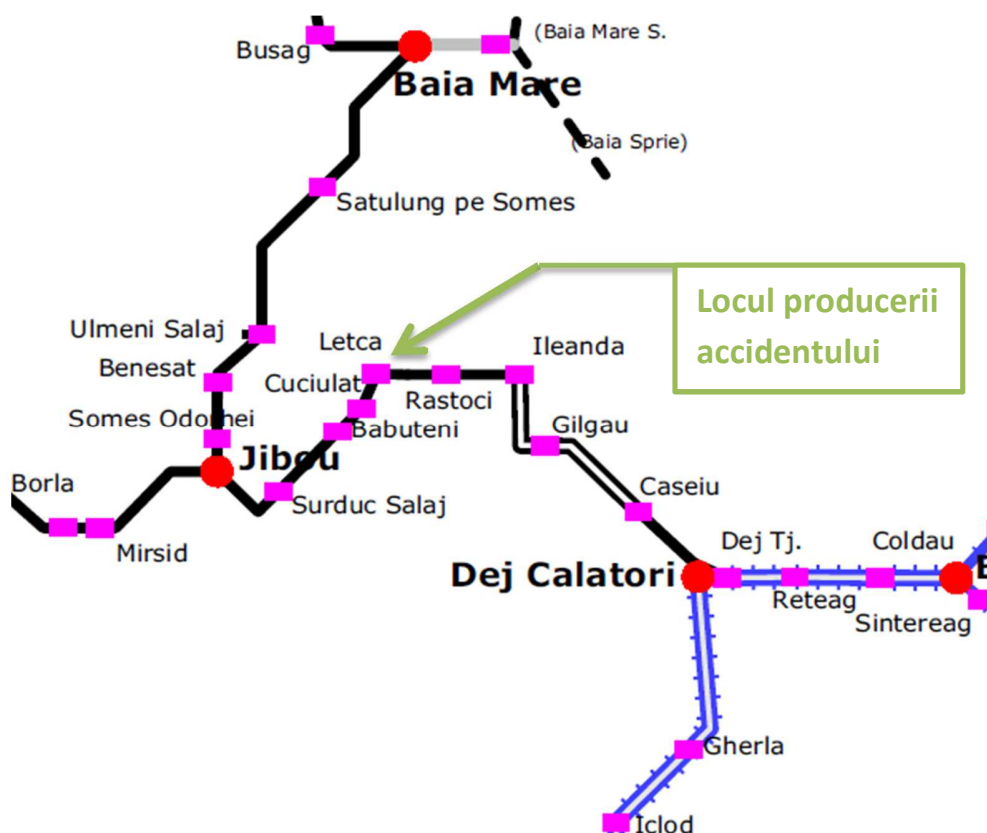 (Baia Mare S.
Busag
Baia Mare
(Baia Sprie)
Satulung pe Somes
Locul producerii
accidentului
Ulmeni Salaj
Letca
Ileanda
Benesat
Cuciulat
Rastoci
Somes Odorhei
Babuteni
Gilgau
Jibou
Borla
Surduc Salaj
Caseiu
Mirsid
Dej Tj.
Coldau
Dej Calatori
B
Reteag
Sintereag
Gherla
Iclod